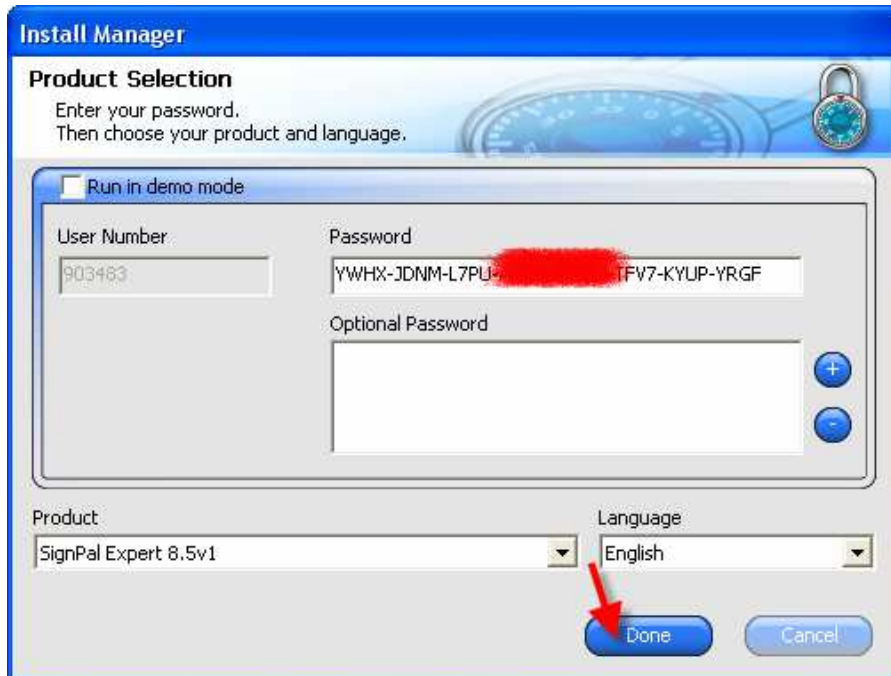 Install Manager
Product Selection
Enter your password.
Then choose your product and language.
Run in demo mode
User Number
Password
903483
YWHX-JDNM-L7PU- TFV7-KYUP-YRGF
Optional Password
Product
Language
SignPal Expert 8.5v1
English
Done
Cancel